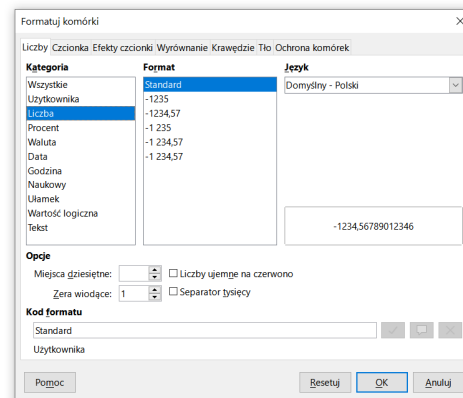 Formatuj komórki
Liczby Czcionka Efekty czcionki Wyrównanie Krawędzie Tło Ochrona komórek
Kategoria
Wszystkie
Użytkownika
Liczba
Procent
Waluta
Data
Godzina
Naukowy
Ułamek
Wartość logiczna
Tekst
Format
Standard
-1235
-1234,57
-1 235
-1 234,57
-1 234,57
Język
Domyślny - Polski
-1234,56789012346
Opcje
Miejsca dziesiętne:
Liczby ujemne na czerwono
Zera wiodące: 1
Separator tysięcy
Kod formatu
Standard
Użytkownika
Pomoc Resetuj OK Anuluj